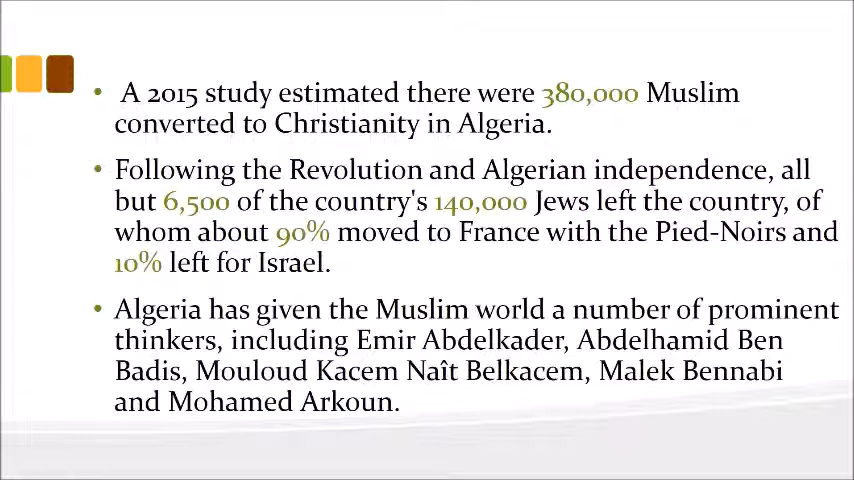 • A 2015 study estimated there were 380,000 Muslim
converted to Christianity in Algeria.
• Following the Revolution and Algerian independence, all
but 6,500 of the country's 140,000 Jews left the country, of
whom about 90% moved to France with the Pied-Noirs and
10% left for Israel.
• Algeria has given the Muslim world a number of prominent
thinkers, including Emir Abdelkader, Abdelhamid Ben
Badis, Mouloud Kacem Naît Belkacem, Malek Bennabi
and Mohamed Arkoun.